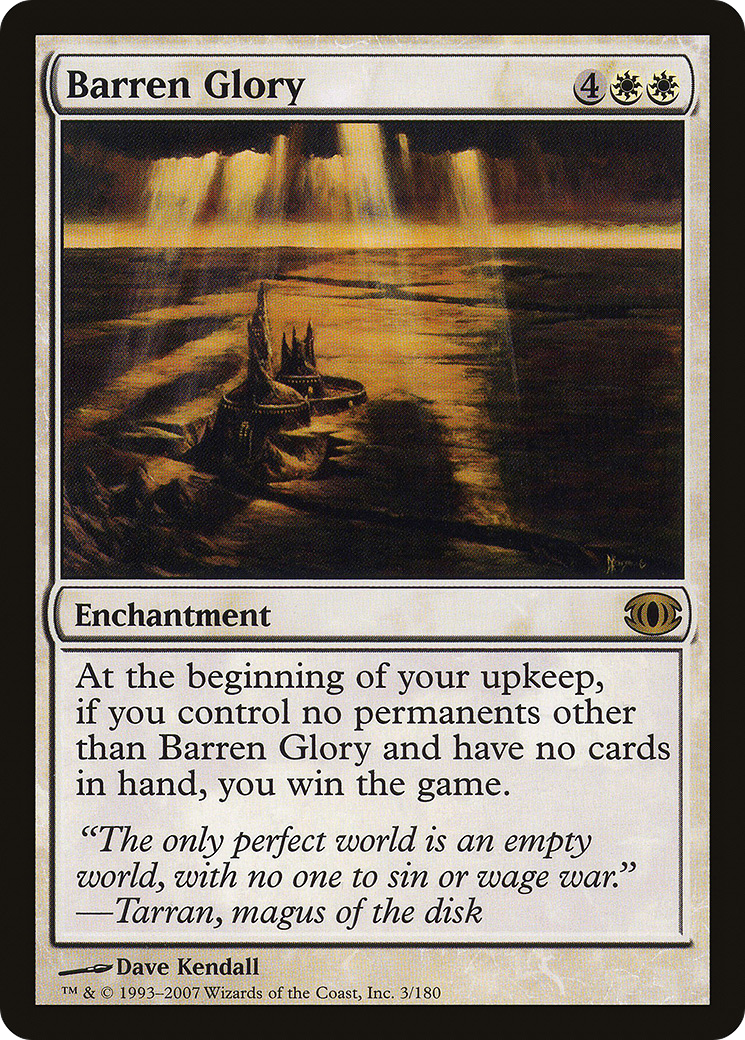 Barren Glory 4
Enchantment
At the beginning of your upkeep,
if you control no permanents other
than Barren Glory and have no cards
in hand, you win the game.
“The only perfect world is an empty
world, with no one to sin or wage war.”
—Tarran, magus of the disk
Dave Kendall
™ & © 1993–2007 Wizards of the Coast, Inc. 3/180